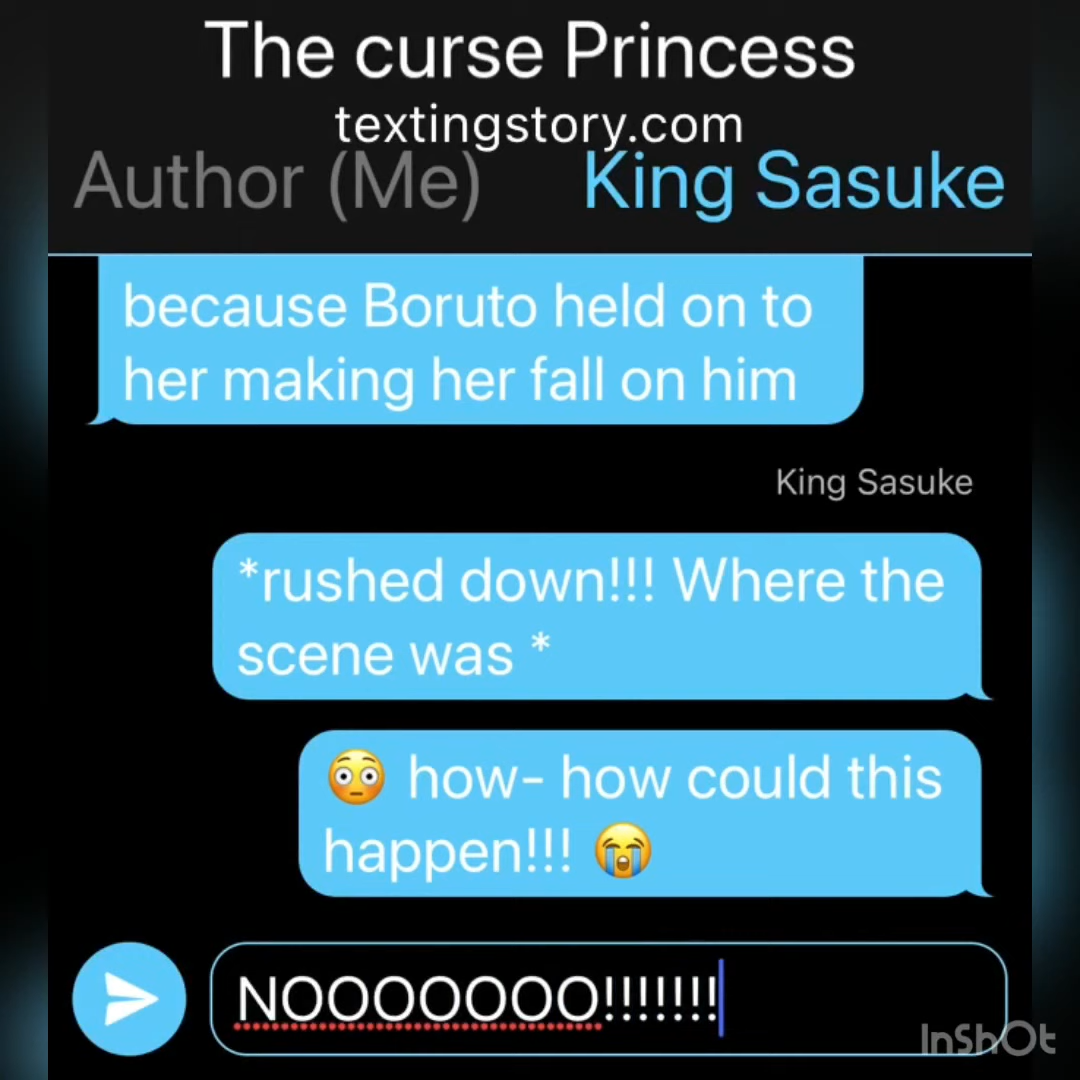 The curse Princess
textingstory.com
Author (Me) King Sasuke
because Boruto held on to
her making her fall on him
King Sasuke
*rushed down!!! Where the
scene was *
😳 how- how could this
happen!!! 😭
NOOOOOOO!!!!!!!
InShOt